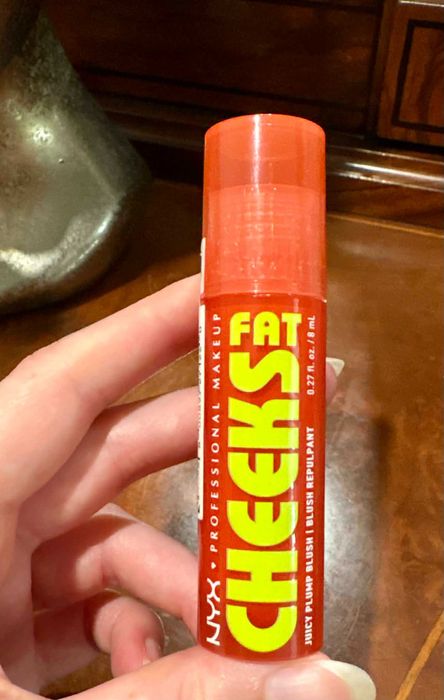 FAT
CHEEKS
NYX ♥ PROFESSIONAL MAKEUP
0.27 fl. oz. / 8 mL
JUICY PLUMP BLUSH | BLUSH REPULPANT